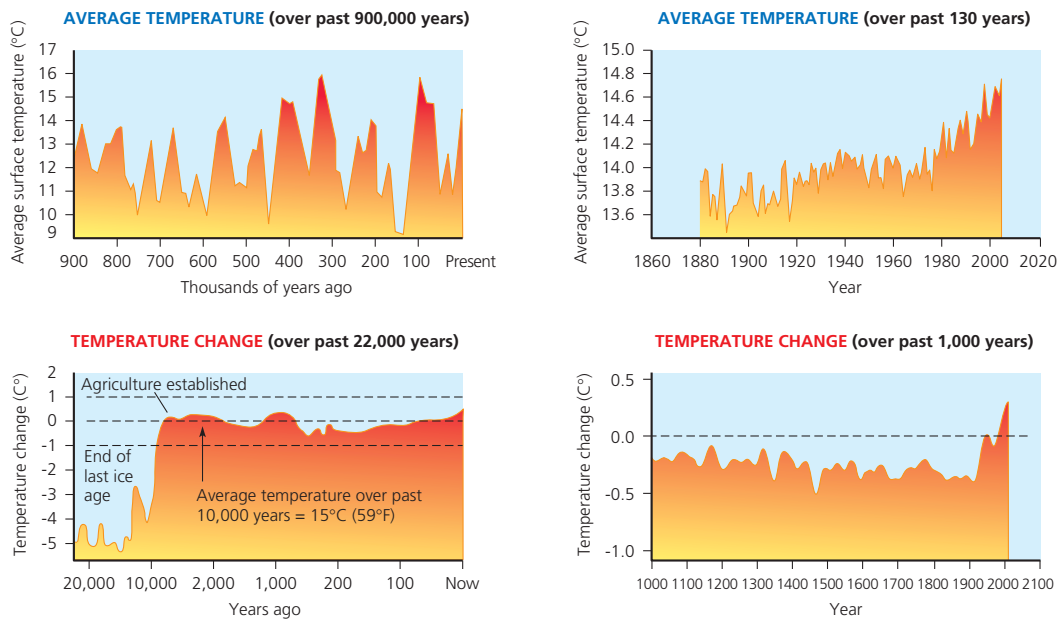 AVERAGE TEMPERATURE (over past 900,000 years)
Average surface temperature (°C)
17
16
15
14
13
12
11
10
9
900 800 700 600 500 400 300 200 100 Present
Thousands of years ago
AVERAGE TEMPERATURE (over past 130 years)
Average surface temperature (°C)
15.0
14.8
14.6
14.4
14.2
14.0
13.8
13.6
1860 1880 1900 1920 1940 1960 1980 2000 2020
Year
TEMPERATURE CHANGE (over past 22,000 years)
Temperature change (C°)
2
1
0
-1
-2
-3
-4
-5
Agriculture established
End of
last ice
age
Average temperature over past
10,000 years = 15°C (59°F)
20,000 10,000 2,000 1,000 200 100 Now
Years ago
TEMPERATURE CHANGE (over past 1,000 years)
Temperature change (C°)
0.5
0.0
-0.5
-1.0
1000 1100 1200 1300 1400 1500 1600 1700 1800 1900 2000 2100
Year